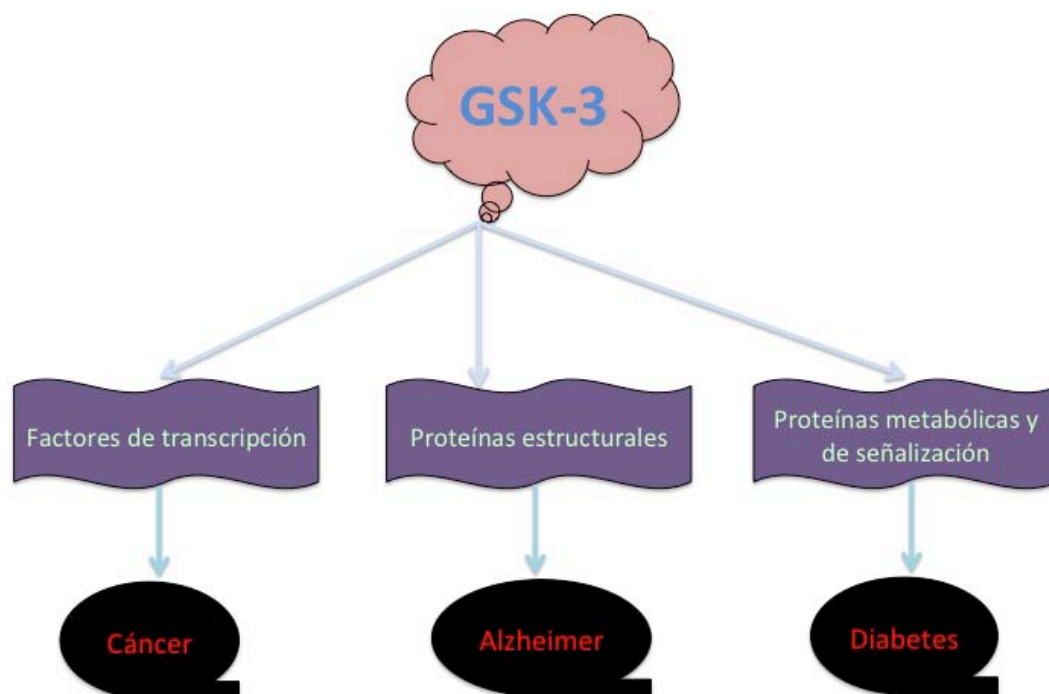 GSK-3
Factores de transcripción
Proteínas estructurales
Proteínas metabólicas y
de señalización
Cáncer
Alzheimer
Diabetes